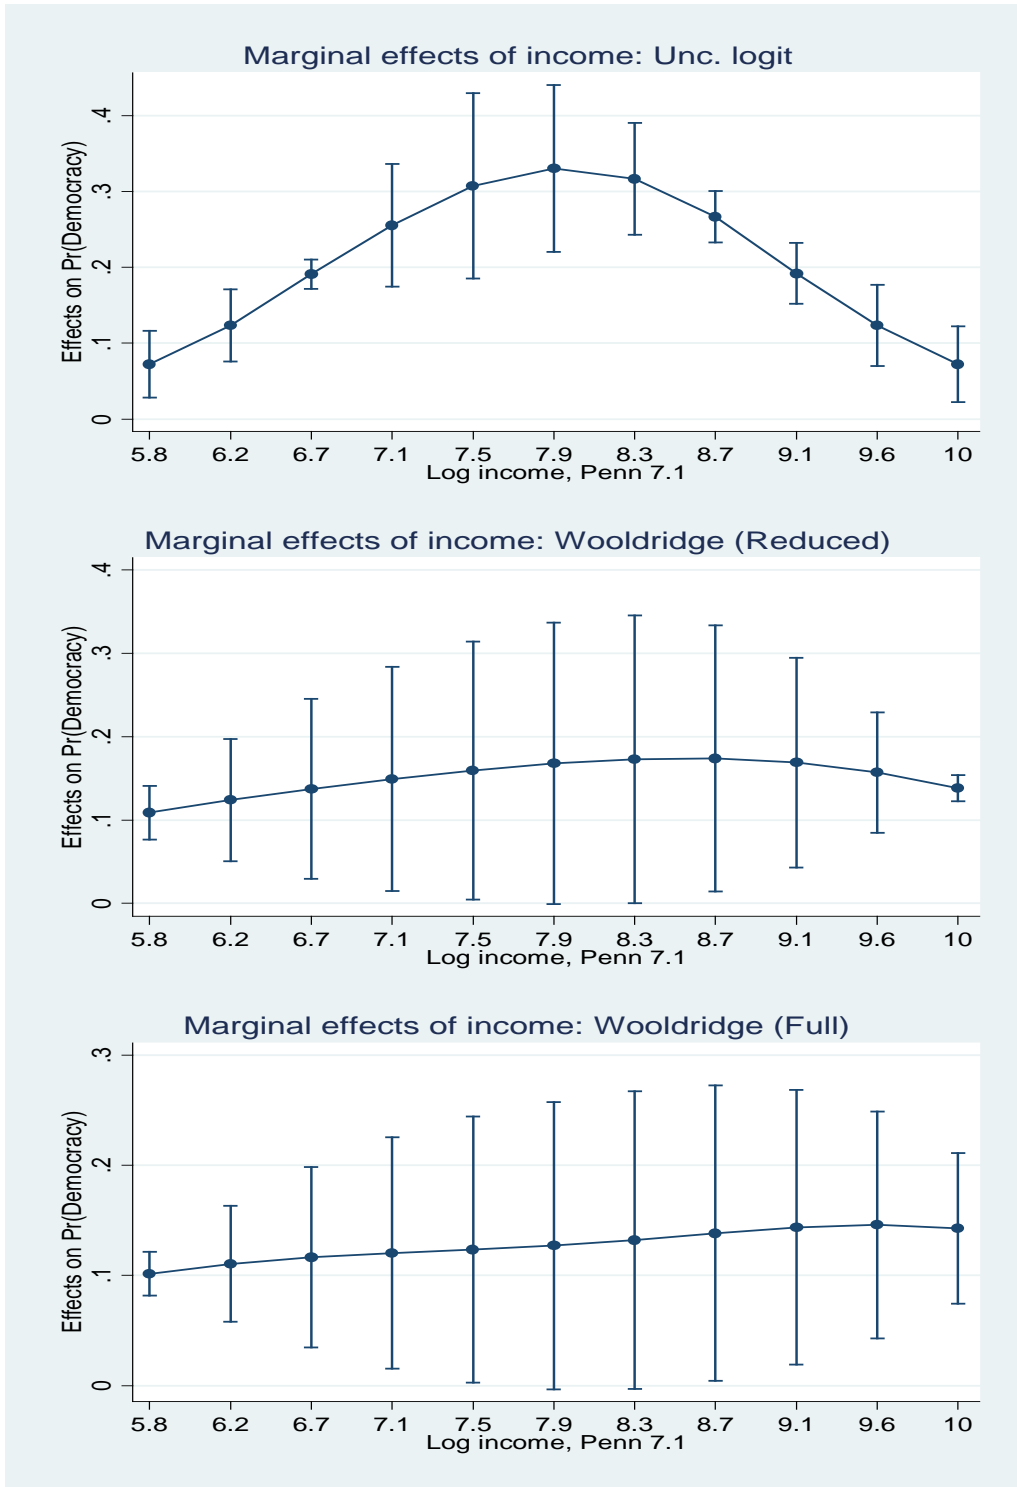 Marginal effects of income: Unc. logit
Effects on Pr(Democracy)
.4
.3
.2
.1
0
5.8 6.2 6.7 7.1 7.5 7.9 8.3 8.7 9.1 9.6 10
Log income, Penn 7.1
Marginal effects of income: Wooldridge (Reduced)
Effects on Pr(Democracy)
.4
.3
.2
.1
0
5.8 6.2 6.7 7.1 7.5 7.9 8.3 8.7 9.1 9.6 10
Log income, Penn 7.1
Marginal effects of income: Wooldridge (Full)
Effects on Pr(Democracy)
.3
.2
.1
0
5.8 6.2 6.7 7.1 7.5 7.9 8.3 8.7 9.1 9.6 10
Log income, Penn 7.1